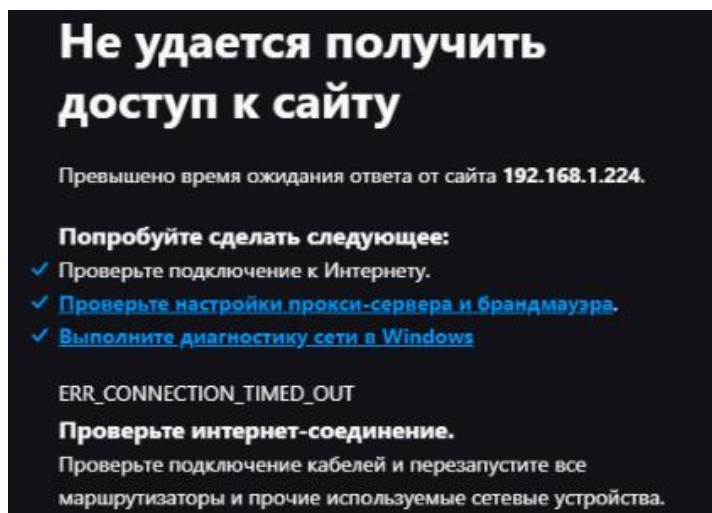 Не удается получить
доступ к сайту
Превышено время ожидания ответа от сайта 192.168.1.224.
Попробуйте сделать следующее:
Проверьте подключение к Интернету.
Проверьте настройки прокси-сервера и брандмауэра.
Выполните диагностику сети в Windows
ERR_CONNECTION_TIMED_OUT
Проверьте интернет-соединение.
Проверьте подключение кабелей и перезапустите все
маршрутизаторы и прочие используемые сетевые устройства.